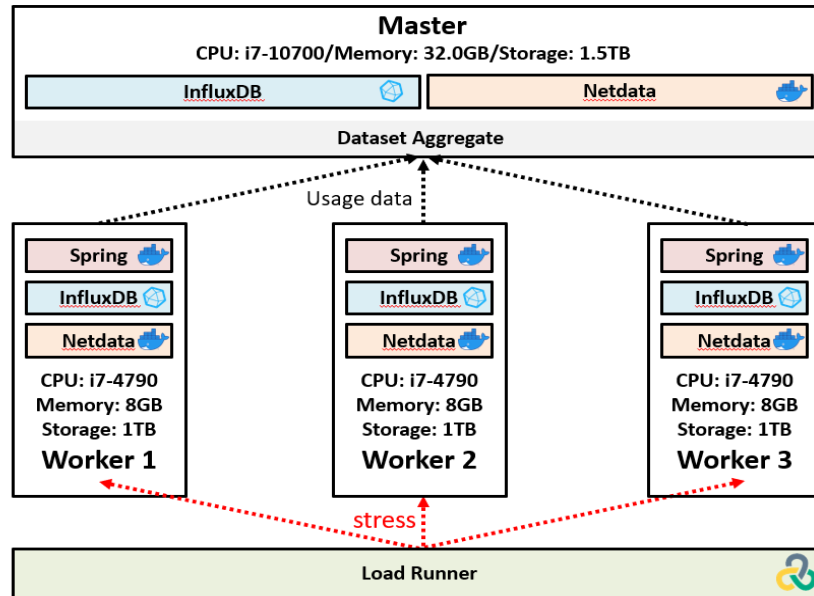 Master
CPU: i7-10700/Memory: 32.0GB/Storage: 1.5TB
InfluxDB
Netdata
Dataset Aggregate
Usage data
Spring
InfluxDB
Netdata
CPU: i7-4790
Memory: 8GB
Storage: 1TB
Worker 1
Spring
InfluxDB
Netdata
CPU: i7-4790
Memory: 8GB
Storage: 1TB
Worker 2
Spring
InfluxDB
Netdata
CPU: i7-4790
Memory: 8GB
Storage: 1TB
Worker 3
stress
Load Runner